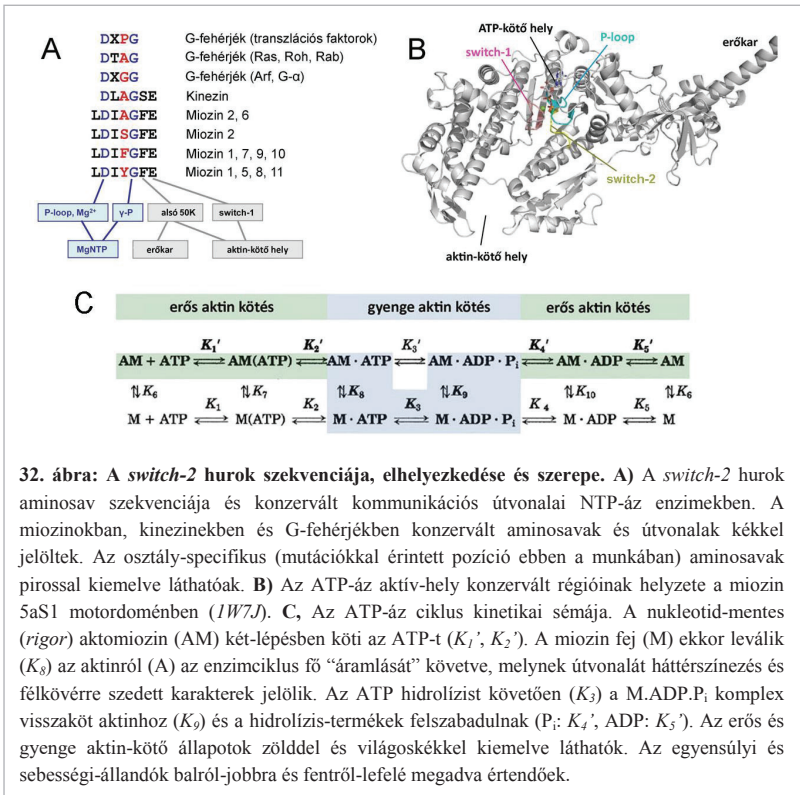 A
DXPG G-fehérjék (transzlációs faktorok)
DTAG G-fehérjék (Ras, Roh, Rab)
DXGG G-fehérjék (Arf, G-α)
DLAGSE Kinezin
LDIAGFE Miozin 2, 6
LDISGFE Miozin 2
LDIFGFE Miozin 1, 7, 9, 10
LDIYGFE Miozin 1, 5, 8, 11
P-loop, Mg²⁺ γ-P alsó 50K switch-1
MgNTP erőkar aktin-kötő hely
B
ATP-kötő hely
switch-1
P-loop
erőkar
switch-2
aktin-kötő hely
C
erős aktin kötés gyenge aktin kötés erős aktin kötés
K₁' K₂' K₃' K₄' K₅'
AM + ATP ⇌ AM(ATP) ⇌ AM · ATP ⇌ AM · ADP · Pᵢ ⇌ AM · ADP ⇌ AM
⇅K₆ ⇅K₇ ⇅K₈ ⇅K₉ ⇅K₁₀ ⇅K₆
K₁ K₂ K₃ K₄ K₅
M + ATP ⇌ M(ATP) ⇌ M · ATP ⇌ M · ADP · Pᵢ ⇌ M · ADP ⇌ M
32. ábra: A switch-2 hurok szekvenciája, elhelyezkedése és szerepe. A) A switch-2 hurok
aminosav szekvenciája és konzervált kommunikációs útvonalai NTP-áz enzimekben. A
miozinokban, kinezinekben és G-fehérjékben konzervált aminosavak és útvonalak kékkel
jelöltek. Az osztály-specifikus (mutációkkal érintett pozíció ebben a munkában) aminosavak
pirossal kiemelve láthatóak. B) Az ATP-áz aktív-hely konzervált régióinak helyzete a miozin
5aS1 motordoménben (1W7J). C, Az ATP-áz ciklus kinetikai sémája. A nukleotid-mentes
(rigor) aktomiozin (AM) két-lépésben köti az ATP-t (K₁', K₂'). A miozin fej (M) ekkor leválik
(K₈) az aktinról (A) az enzimciklus fő “áramlását” követve, melynek útvonalát háttérszínezés és
félkövérre szedett karakterek jelölik. Az ATP hidrolízist követően (K₃) a M.ADP.Pᵢ komplex
visszaköt aktinhoz (K₉) és a hidrolízis-termékek felszabadulnak (Pᵢ: K₄', ADP: K₅'). Az erős és
gyenge aktin-kötő állapotok zölddel és világoskékkel kiemelve láthatók. Az egyensúlyi és
sebességi-állandók balról-jobbra és fentről-lefelé megadva értendőek.